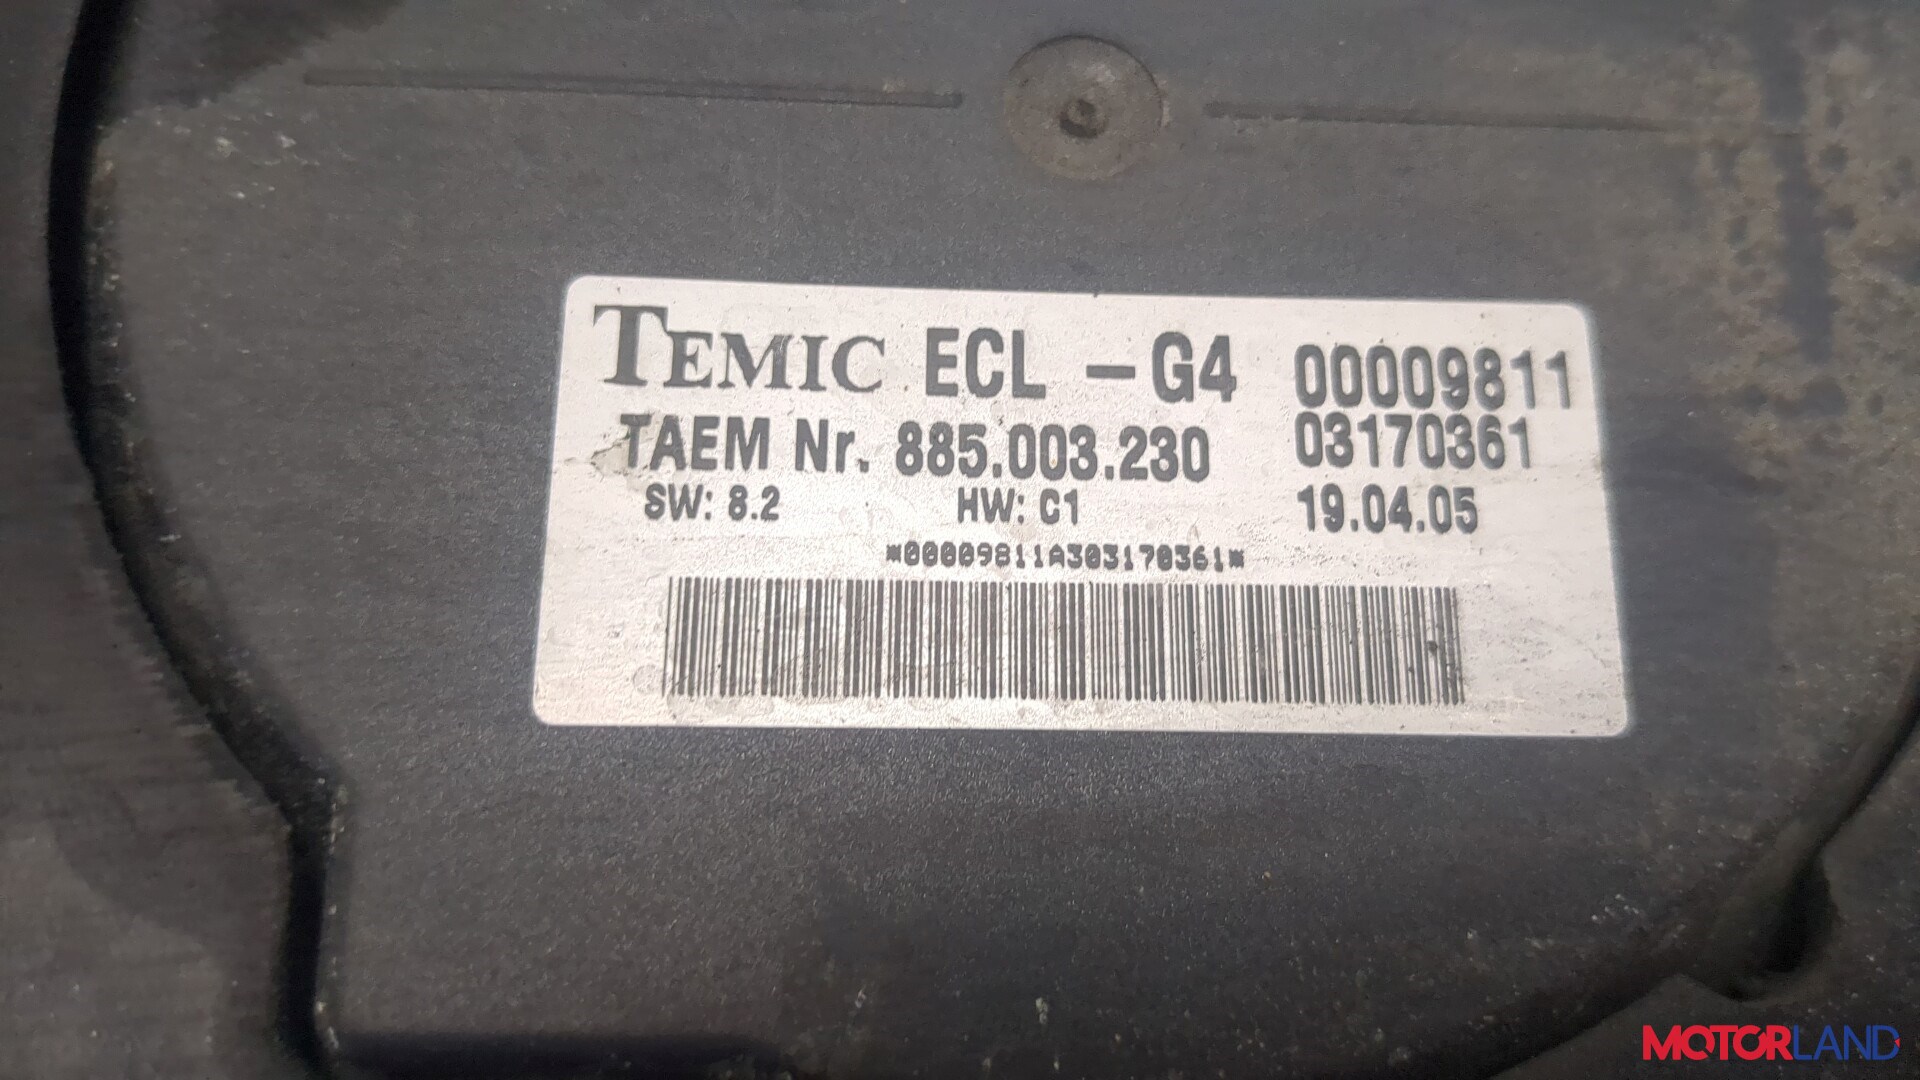 TEMIC ECL -G4 00009811
TAEM Nr. 885.003.230 03170361
SW: 8.2 HW: C1 19.04.05
*00009811A303170361*
MOTORLAND